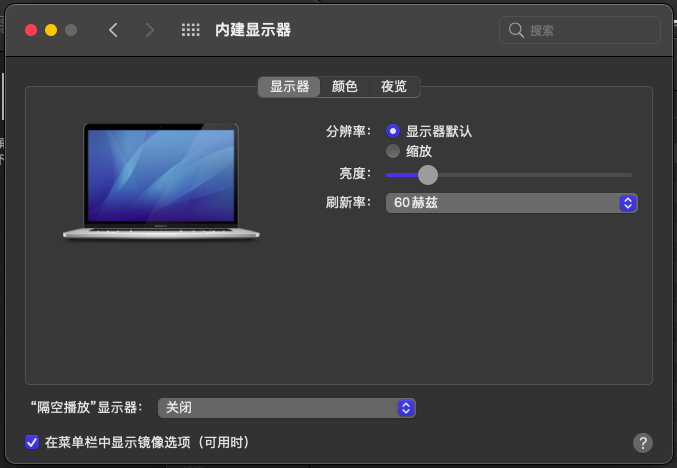 内建显示器
搜索
显示器 颜色 夜览
分辨率： 显示器默认
缩放
亮度：
刷新率： 60赫兹
“隔空播放”显示器： 关闭
在菜单栏中显示镜像选项（可用时）
?